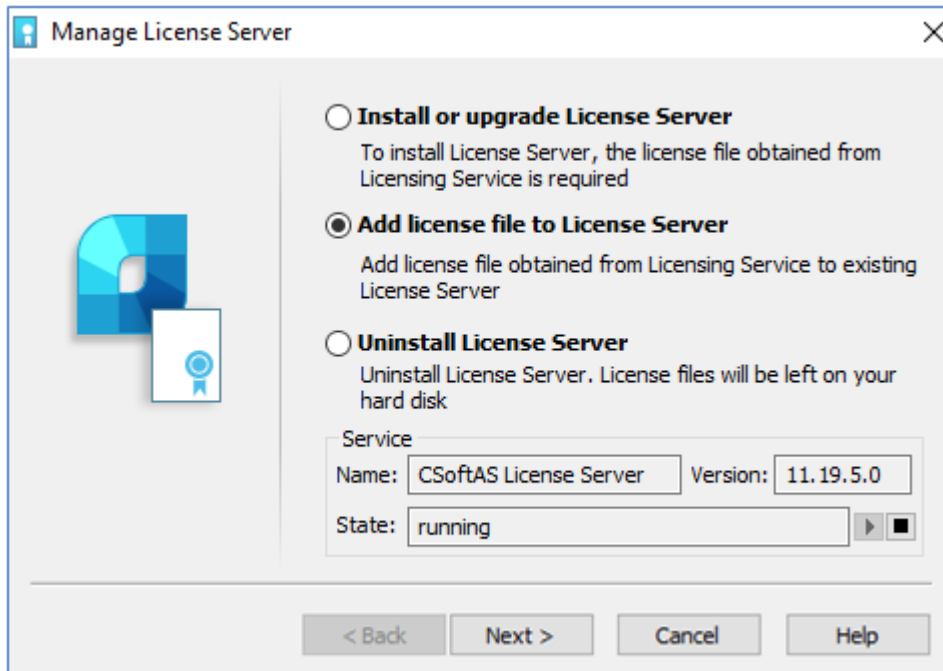 Manage License Server
Install or upgrade License Server
To install License Server, the license file obtained from
Licensing Service is required
Add license file to License Server
Add license file obtained from Licensing Service to existing
License Server
Uninstall License Server
Uninstall License Server. License files will be left on your
hard disk
Service
Name: CSoftAS License Server Version: 11.19.5.0
State: running
< Back Next > Cancel Help